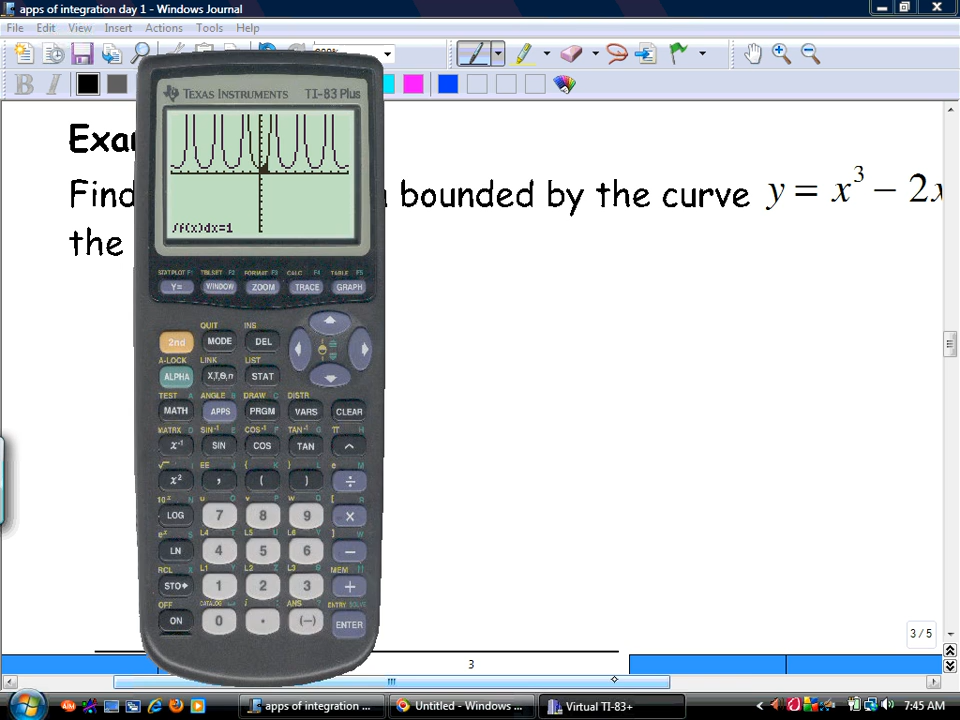 apps of integration day 1 - Windows Journal
File Edit View Insert Actions Tools Help
B I
Exa
Find bounded by the curve y = x³ − 2x
the
TEXAS INSTRUMENTS TI-83 Plus
∫f(x)dx=1
STAT PLOT F1 TBLSET F2 FORMAT F3 CALC F4 TABLE F5
Y= WINDOW ZOOM TRACE GRAPH
QUIT INS
2nd MODE DEL
A-LOCK LINK LIST
ALPHA X,T,Θ,n STAT
TEST A ANGLE B DRAW C DISTR
MATH APPS PRGM VARS CLEAR
MATRX D SIN⁻¹ E COS⁻¹ F TAN⁻¹ G π H
x⁻¹ SIN COS TAN ^
√ I EE J { K } L e M
x² , ( ) ÷
10ˣ N u O v P w Q [ R
LOG 7 8 9 ×
eˣ S L4 T L5 U L6 V ] W
LN 4 5 6 −
RCL X L1 Y L2 Z L3 θ MEM "
STO▸ 1 2 3 +
OFF CATALOG i ANS ? ENTRY SOLVE
ON 0 . (−) ENTER
3 / 5
3
apps of integration ... Untitled - Windows ... Virtual TI-83+ 7:45 AM